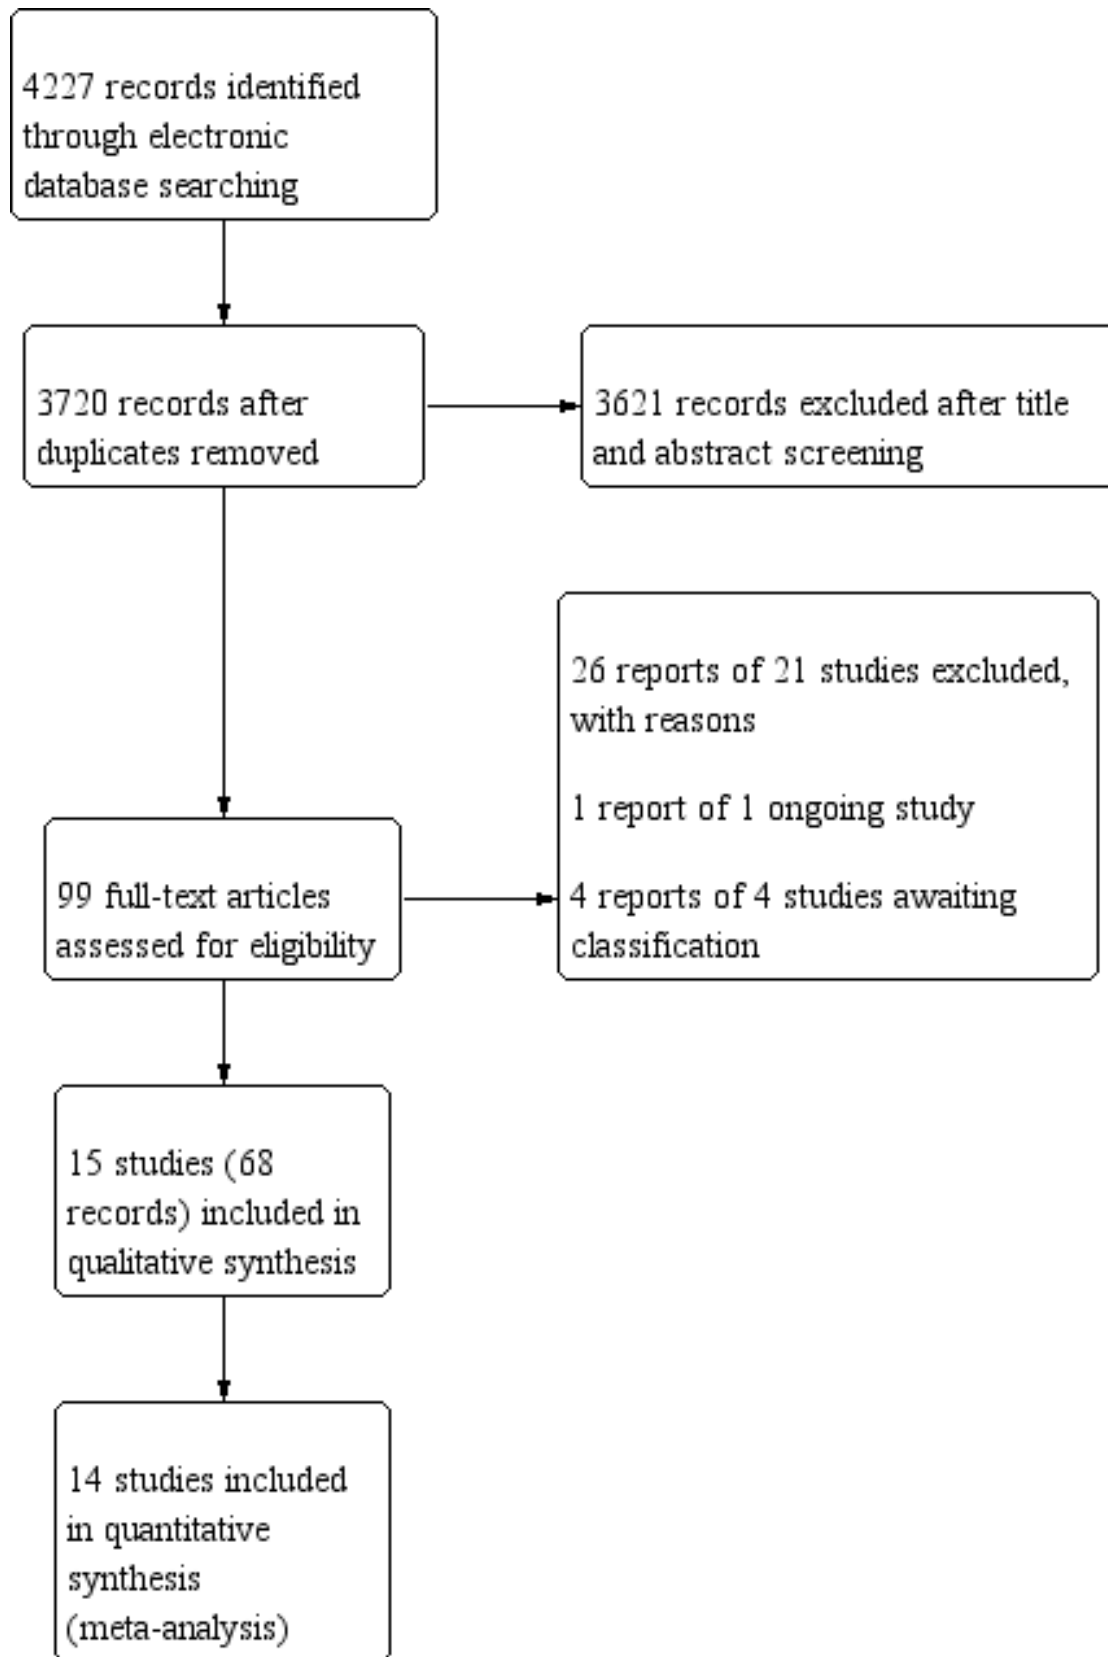 4227 records identified
through electronic
database searching
3720 records after
duplicates removed
3621 records excluded after title
and abstract screening
26 reports of 21 studies excluded,
with reasons
1 report of 1 ongoing study
4 reports of 4 studies awaiting
classification
99 full-text articles
assessed for eligibility
15 studies (68
records) included in
qualitative synthesis
14 studies included
in quantitative
synthesis
(meta-analysis)